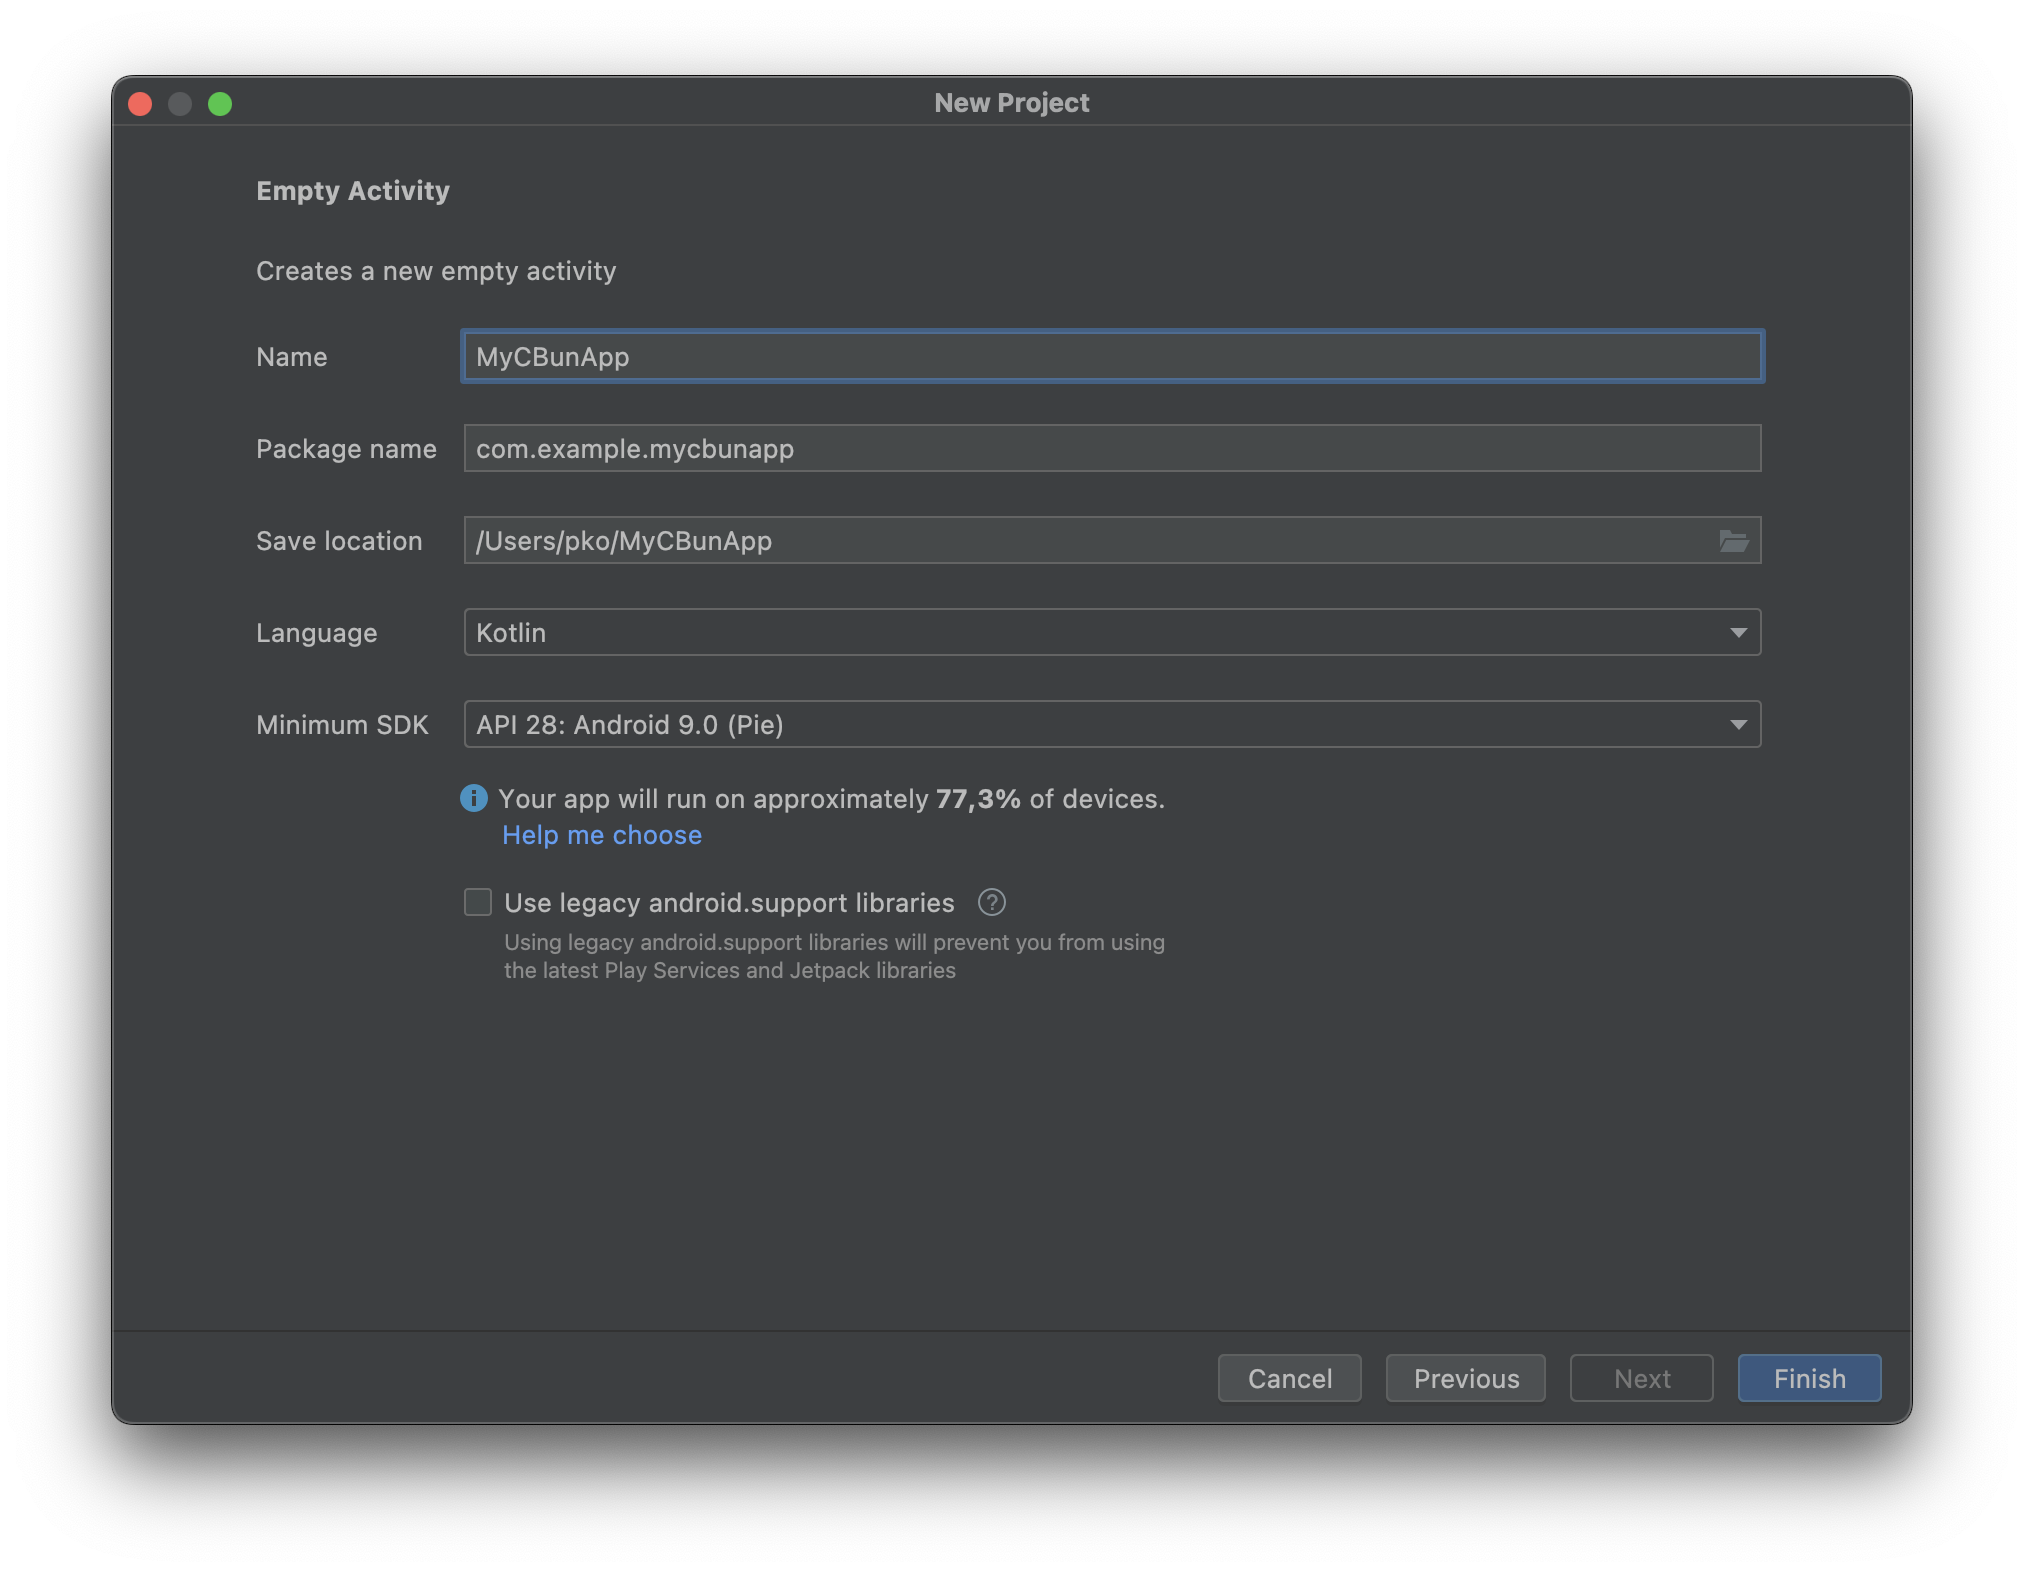 New Project
Empty Activity
Creates a new empty activity
Name MyCBunApp
Package name com.example.mycbunapp
Save location /Users/pko/MyCBunApp
Language Kotlin
Minimum SDK API 28: Android 9.0 (Pie)
Your app will run on approximately 77,3% of devices.
Help me choose
Use legacy android.support libraries ?
Using legacy android.support libraries will prevent you from using
the latest Play Services and Jetpack libraries
Cancel Previous Next Finish